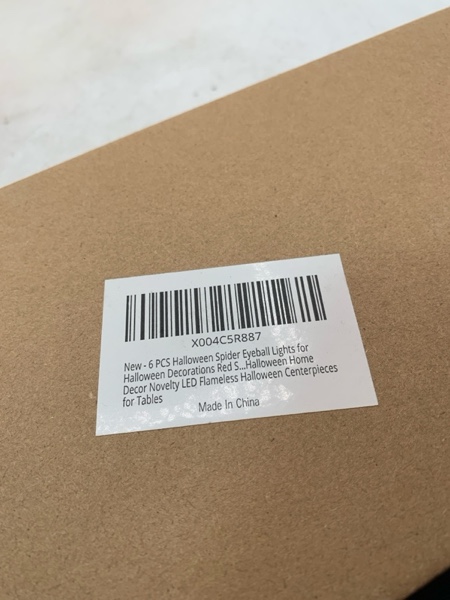 X004C5R887
New - 6 PCS Halloween Spider Eyeball Lights for
Halloween Decorations Red S...Halloween Home
Decor Novelty LED Flameless Halloween Centerpieces
for Tables
Made In China